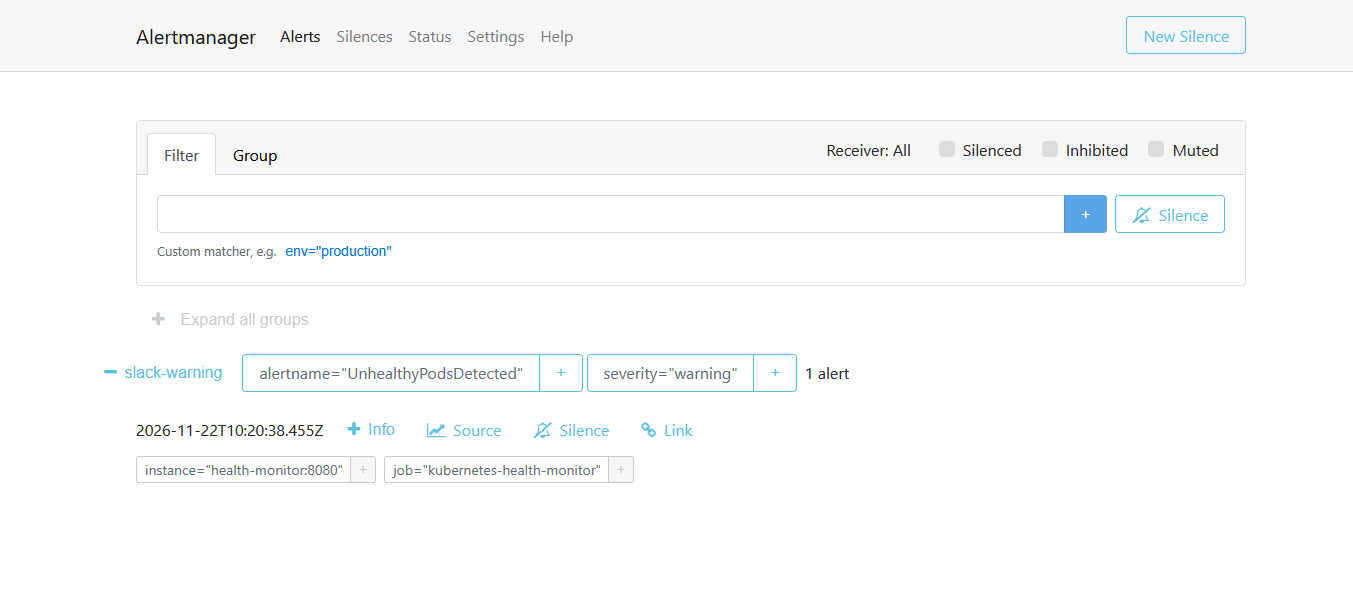 Alertmanager Alerts Silences Status Settings Help New Silence
Filter Group Receiver: All Silenced Inhibited Muted
+ Silence
Custom matcher, e.g. env="production"
+ Expand all groups
− slack-warning alertname="UnhealthyPodsDetected" + severity="warning" + 1 alert
2026-11-22T10:20:38.455Z + Info Source Silence Link
instance="health-monitor:8080" + job="kubernetes-health-monitor" +